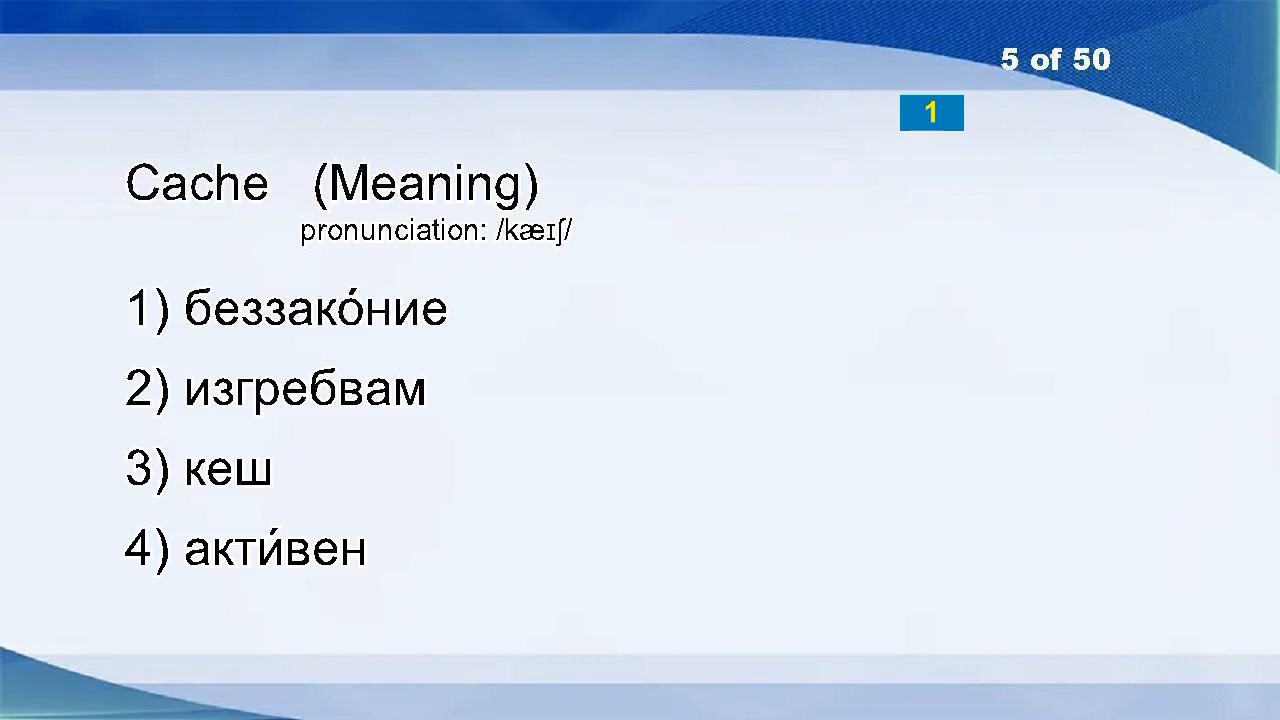 5 of 50
1
Cache (Meaning)
pronunciation: /kæɪʃ/
1) беззако́ние
2) изгребвам
3) кеш
4) акти́вен